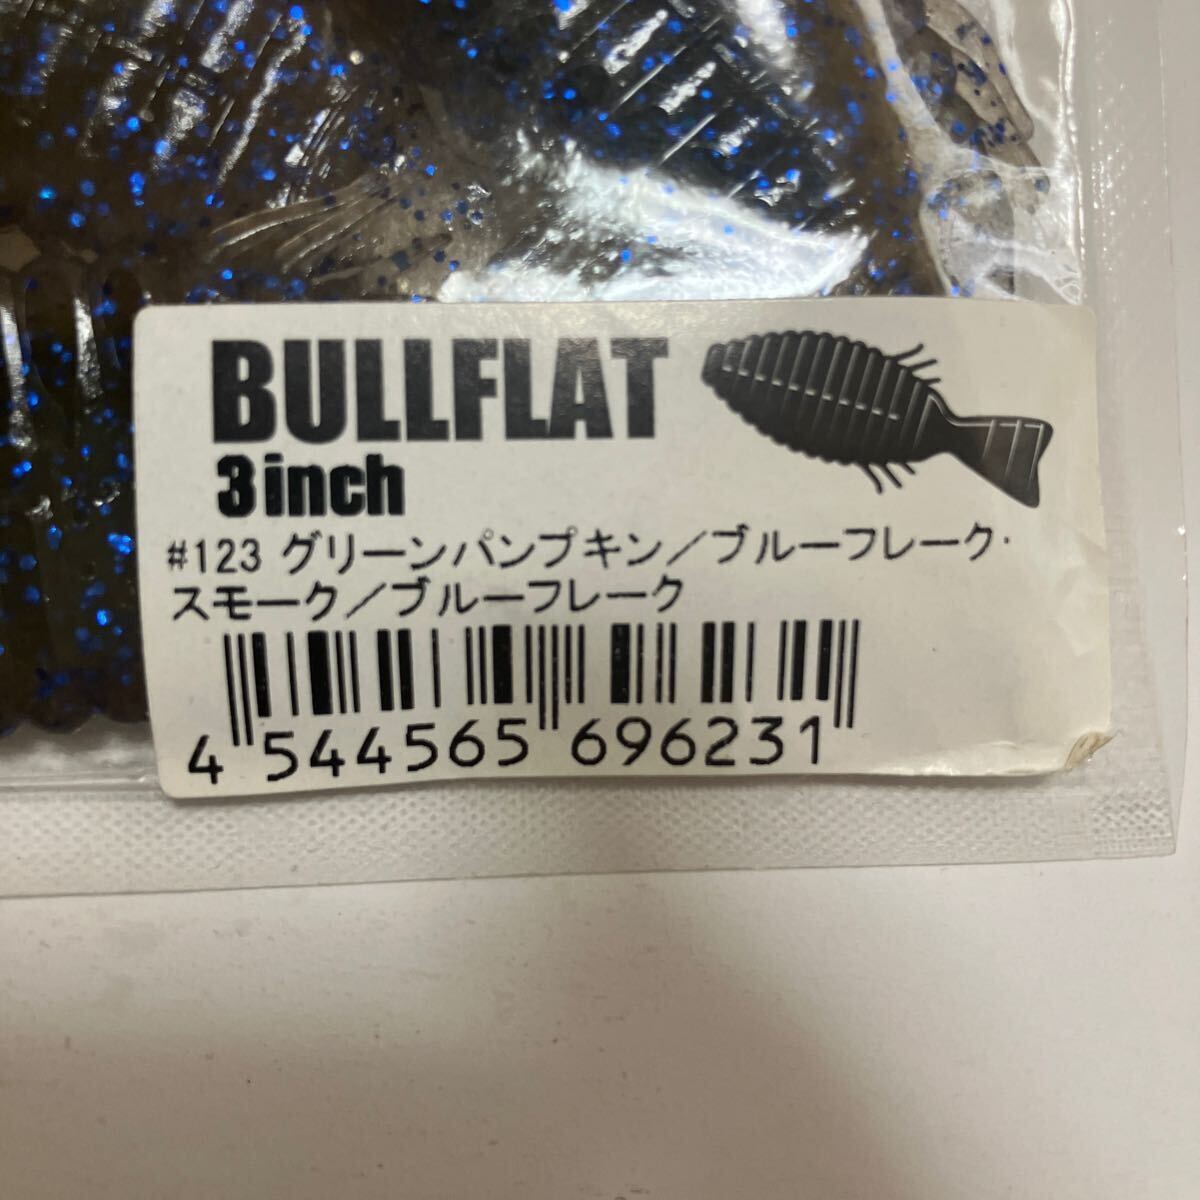 BULLFLAT
3inch
#123 グリーンパンプキン／ブルーフレーク・
スモーク／ブルーフレーク
4 544565 696231